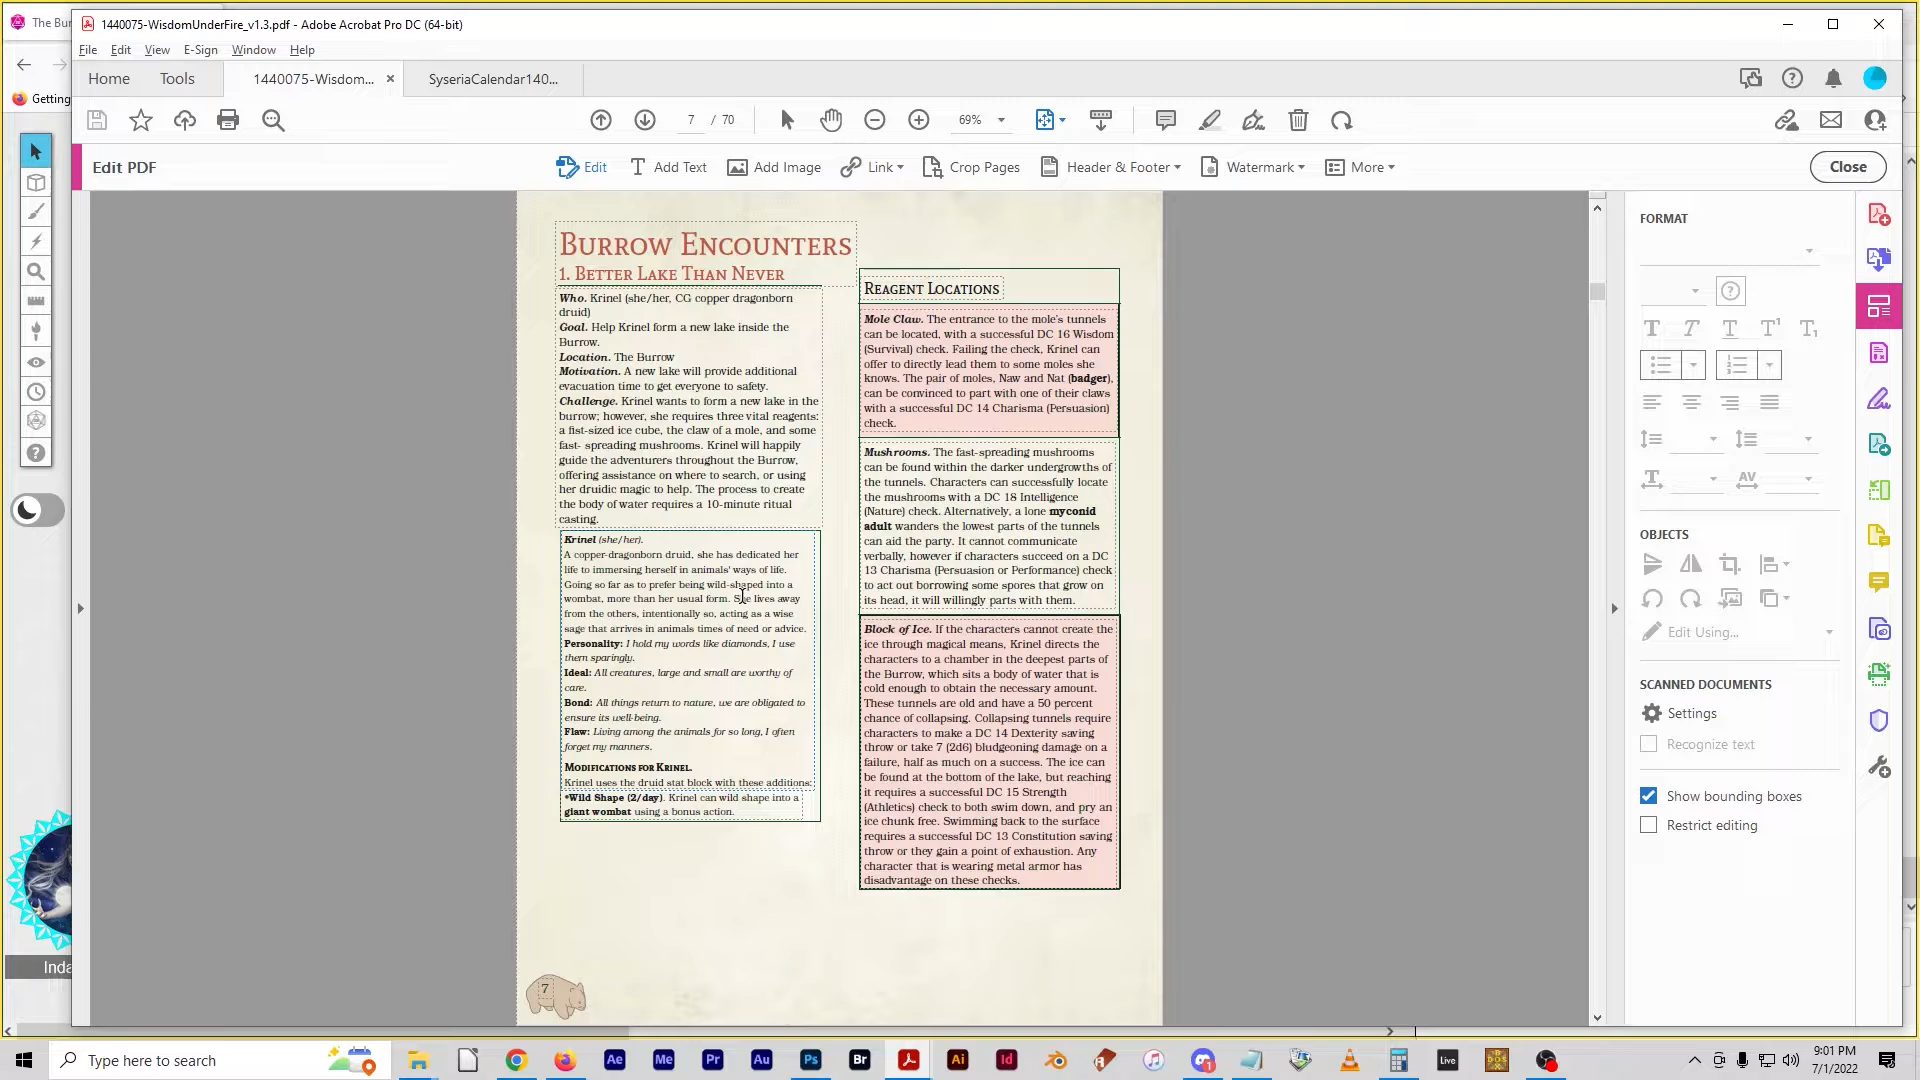 The Bu
1440075-WisdomUnderFire_v1.3.pdf - Adobe Acrobat Pro DC (64-bit)
File Edit View E-Sign Window Help
Home Tools 1440075-Wisdom... SyseriaCalendar140...
Getting
7 / 70 69%
Edit PDF Edit Add Text Add Image Link Crop Pages Header & Footer Watermark More Close
Burrow Encounters
1. Better Lake Than Never
Who. Krinel (she/her, CG copper dragonborn
druid)
Goal. Help Krinel form a new lake inside the
Burrow.
Location. The Burrow
Motivation. A new lake will provide additional
evacuation time to get everyone to safety.
Challenge. Krinel wants to form a new lake in the
burrow; however, she requires three vital reagents:
a fist-sized ice cube, the claw of a mole, and some
fast- spreading mushrooms. Krinel will happily
guide the adventurers throughout the Burrow,
offering assistance on where to search, or using
her druidic magic to help. The process to create
the body of water requires a 10-minute ritual
casting.
Krinel (she/her).
A copper-dragonborn druid, she has dedicated her
life to immersing herself in animals' ways of life.
Going so far as to prefer being wild-shaped into a
wombat, more than her usual form. She lives away
from the others, intentionally so, acting as a wise
sage that arrives in animals times of need or advice.
Personality: I hold my words like diamonds, I use
them sparingly.
Ideal: All creatures, large and small are worthy of
care.
Bond: All things return to nature, we are obligated to
ensure its well-being.
Flaw: Living among the animals for so long, I often
forget my manners.
Modifications for Krinel.
Krinel uses the druid stat block with these additions:
•Wild Shape (2/day). Krinel can wild shape into a
giant wombat using a bonus action.
7
Reagent Locations
Mole Claw. The entrance to the mole's tunnels
can be located, with a successful DC 16 Wisdom
(Survival) check. Failing the check, Krinel can
offer to directly lead them to some moles she
knows. The pair of moles, Naw and Nat (badger),
can be convinced to part with one of their claws
with a successful DC 14 Charisma (Persuasion)
check.
Mushrooms. The fast-spreading mushrooms
can be found within the darker undergrowths of
the tunnels. Characters can successfully locate
the mushrooms with a DC 18 Intelligence
(Nature) check. Alternatively, a lone myconid
adult wanders the lowest parts of the tunnels
can aid the party. It cannot communicate
verbally, however if characters succeed on a DC
13 Charisma (Persuasion or Performance) check
to act out borrowing some spores that grow on
its head, it will willingly parts with them.
Block of Ice. If the characters cannot create the
ice through magical means, Krinel directs the
characters to a chamber in the deepest parts of
the Burrow, which sits a body of water that is
cold enough to obtain the necessary amount.
These tunnels are old and have a 50 percent
chance of collapsing. Collapsing tunnels require
characters to make a DC 14 Dexterity saving
throw or take 7 (2d6) bludgeoning damage on a
failure, half as much on a success. The ice can
be found at the bottom of the lake, but reaching
it requires a successful DC 15 Strength
(Athletics) check to both swim down, and pry an
ice chunk free. Swimming back to the surface
requires a successful DC 13 Constitution saving
throw or they gain a point of exhaustion. Any
character that is wearing metal armor has
disadvantage on these checks.
FORMAT
OBJECTS
Edit Using...
SCANNED DOCUMENTS
Settings
Recognize text
Show bounding boxes
Restrict editing
Inda
Type here to search
Ae Me Pr Au Ps Br Ai Id Live
9:01 PM
7/1/2022